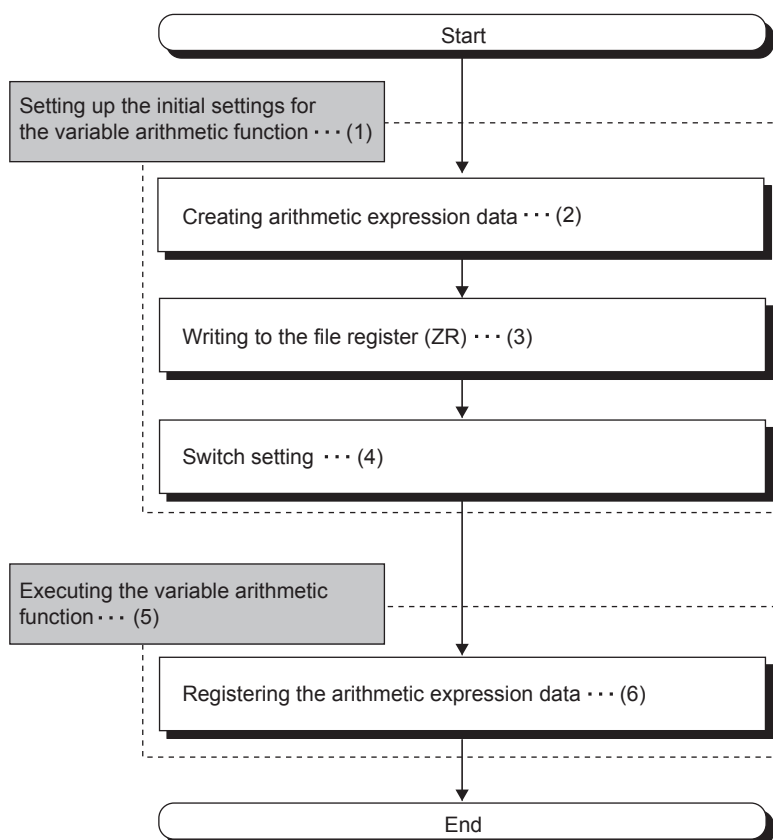 Start
Setting up the initial settings for
the variable arithmetic function ··· (1)
Creating arithmetic expression data ··· (2)
Writing to the file register (ZR) ··· (3)
Switch setting ··· (4)
Executing the variable arithmetic
function ··· (5)
Registering the arithmetic expression data ··· (6)
End